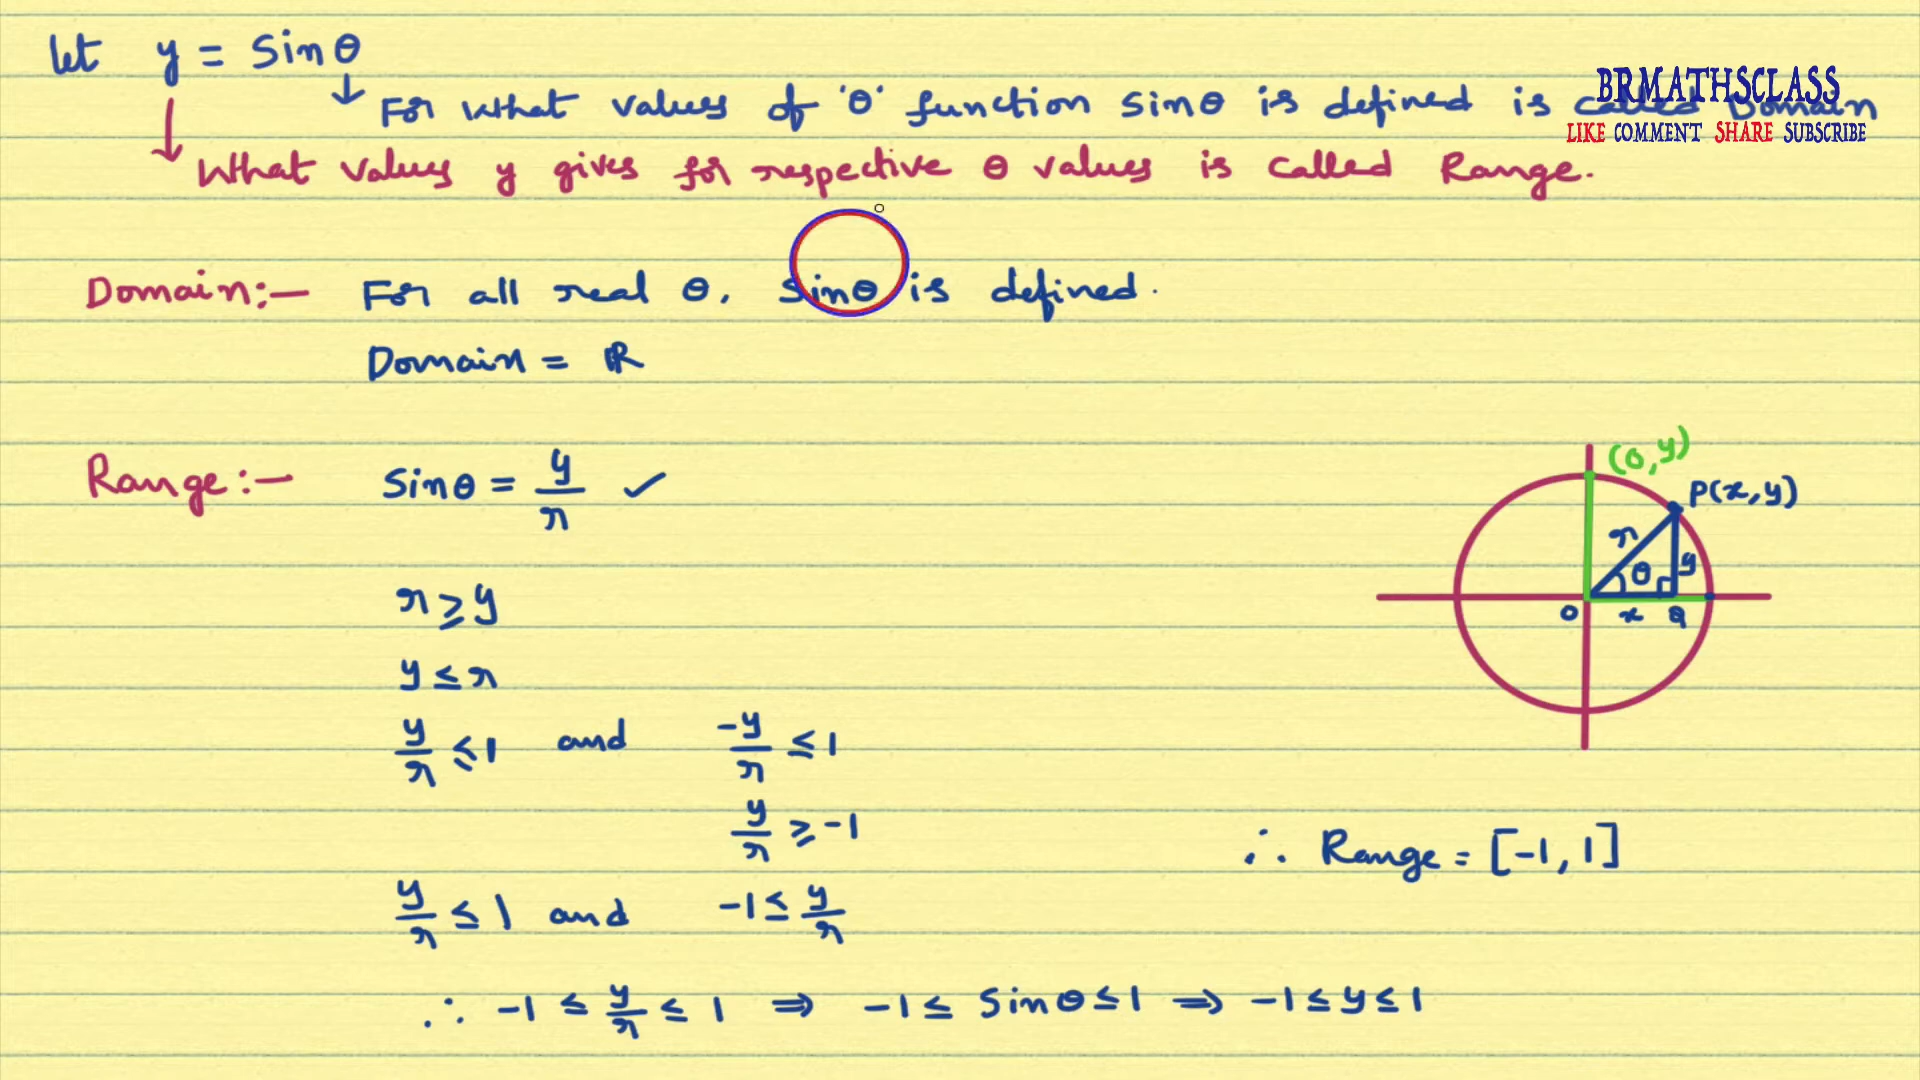 let y = Sinθ
BRMATHSCLASS
For what values of 'θ' function sinθ is defined is called Domain
LIKE COMMENT SHARE SUBSCRIBE
What values y gives for respective θ values is called Range.
Domain:- For all real θ, sinθ is defined.
Domain = ℝ
Range:- Sinθ = y/r ✓
(0,y)
P(x,y)
r
θ
y
O x Q
r ≥ y
y ≤ r
y/r ≤ 1 and -y/r ≤ 1
y/r ≥ -1
∴ Range = [-1, 1]
y/r ≤ 1 and -1 ≤ y/r
∴ -1 ≤ y/r ≤ 1 ⇒ -1 ≤ Sinθ ≤ 1 ⇒ -1 ≤ y ≤ 1